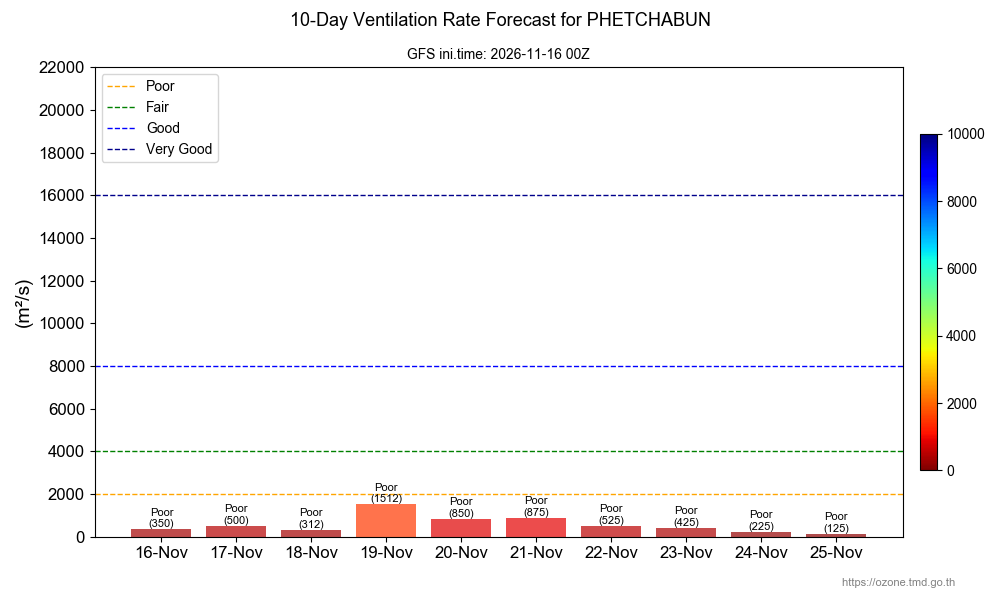 10-Day Ventilation Rate Forecast for PHETCHABUN
GFS ini.time: 2026-11-16 00Z
(m²/s)
22000
20000
18000
16000
14000
12000
10000
8000
6000
4000
2000
0
Poor
Fair
Good
Very Good
Poor
(350)
Poor
(500)
Poor
(312)
Poor
(1512)
Poor
(850)
Poor
(875)
Poor
(525)
Poor
(425)
Poor
(225)
Poor
(125)
16-Nov 17-Nov 18-Nov 19-Nov 20-Nov 21-Nov 22-Nov 23-Nov 24-Nov 25-Nov
10000
8000
6000
4000
2000
0
https://ozone.tmd.go.th